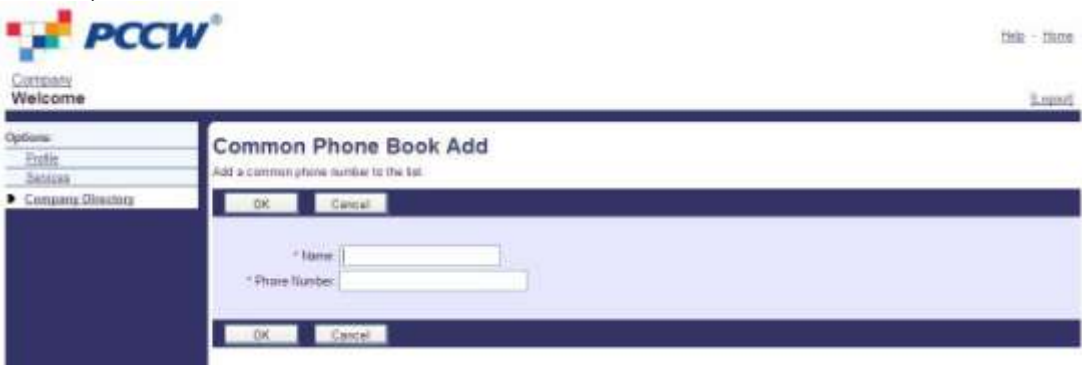 PCCW®
Help - Home
Company
Welcome
[Logout]
Options:
Profile
Services
Company Directory
Common Phone Book Add
Add a common phone number to the list.
OK Cancel
* Name:
* Phone Number:
OK Cancel